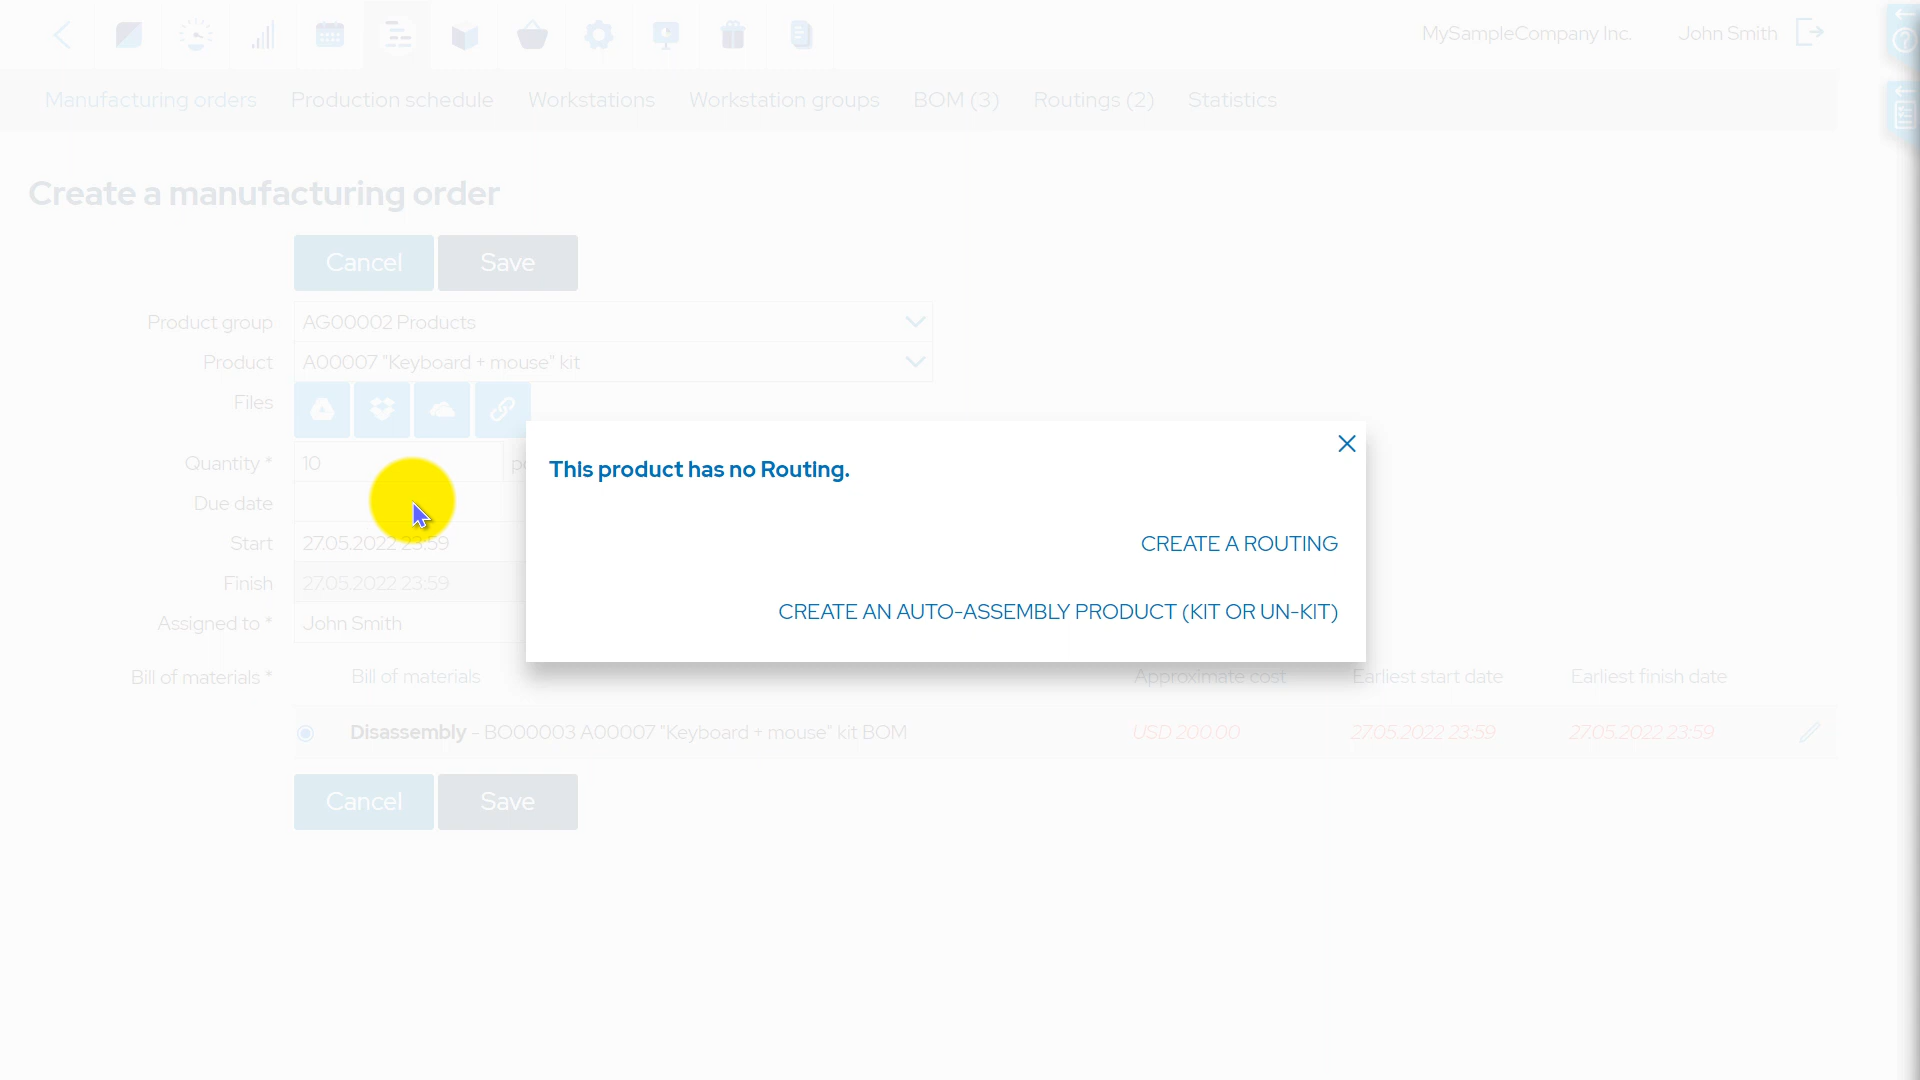 MySampleCompany Inc. John Smith
Manufacturing orders Production schedule Workstations Workstation groups BOM (3) Routings (2) Statistics
Create a manufacturing order
Cancel Save
Product group AG00002 Products
Product A00007 "Keyboard + mouse" kit
Files
This product has no Routing.
Quantity * 10
Due date
Start 27.05.2022 23:59
CREATE A ROUTING
Finish 27.05.2022 23:59
CREATE AN AUTO-ASSEMBLY PRODUCT (KIT OR UN-KIT)
Assigned to * John Smith
Bill of materials * Bill of materials Approximate cost Earliest start date Earliest finish date
Disassembly - BO00003 A00007 "Keyboard + mouse" kit BOM USD 200.00 27.05.2022 23:59 27.05.2022 23:59
Cancel Save